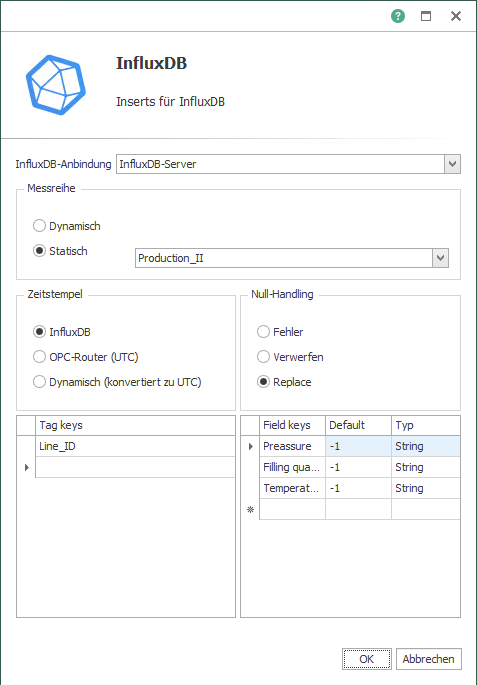 ?
InfluxDB
Inserts für InfluxDB
InfluxDB-Anbindung InfluxDB-Server
Messreihe
Dynamisch
Statisch Production_II
Zeitstempel Null-Handling
InfluxDB Fehler
OPC-Router (UTC) Verwerfen
Dynamisch (konvertiert zu UTC) Replace
Tag keys Field keys Default Typ
Line_ID Preassure -1 String
Filling qua... -1 String
Temperat... -1 String
OK Abbrechen